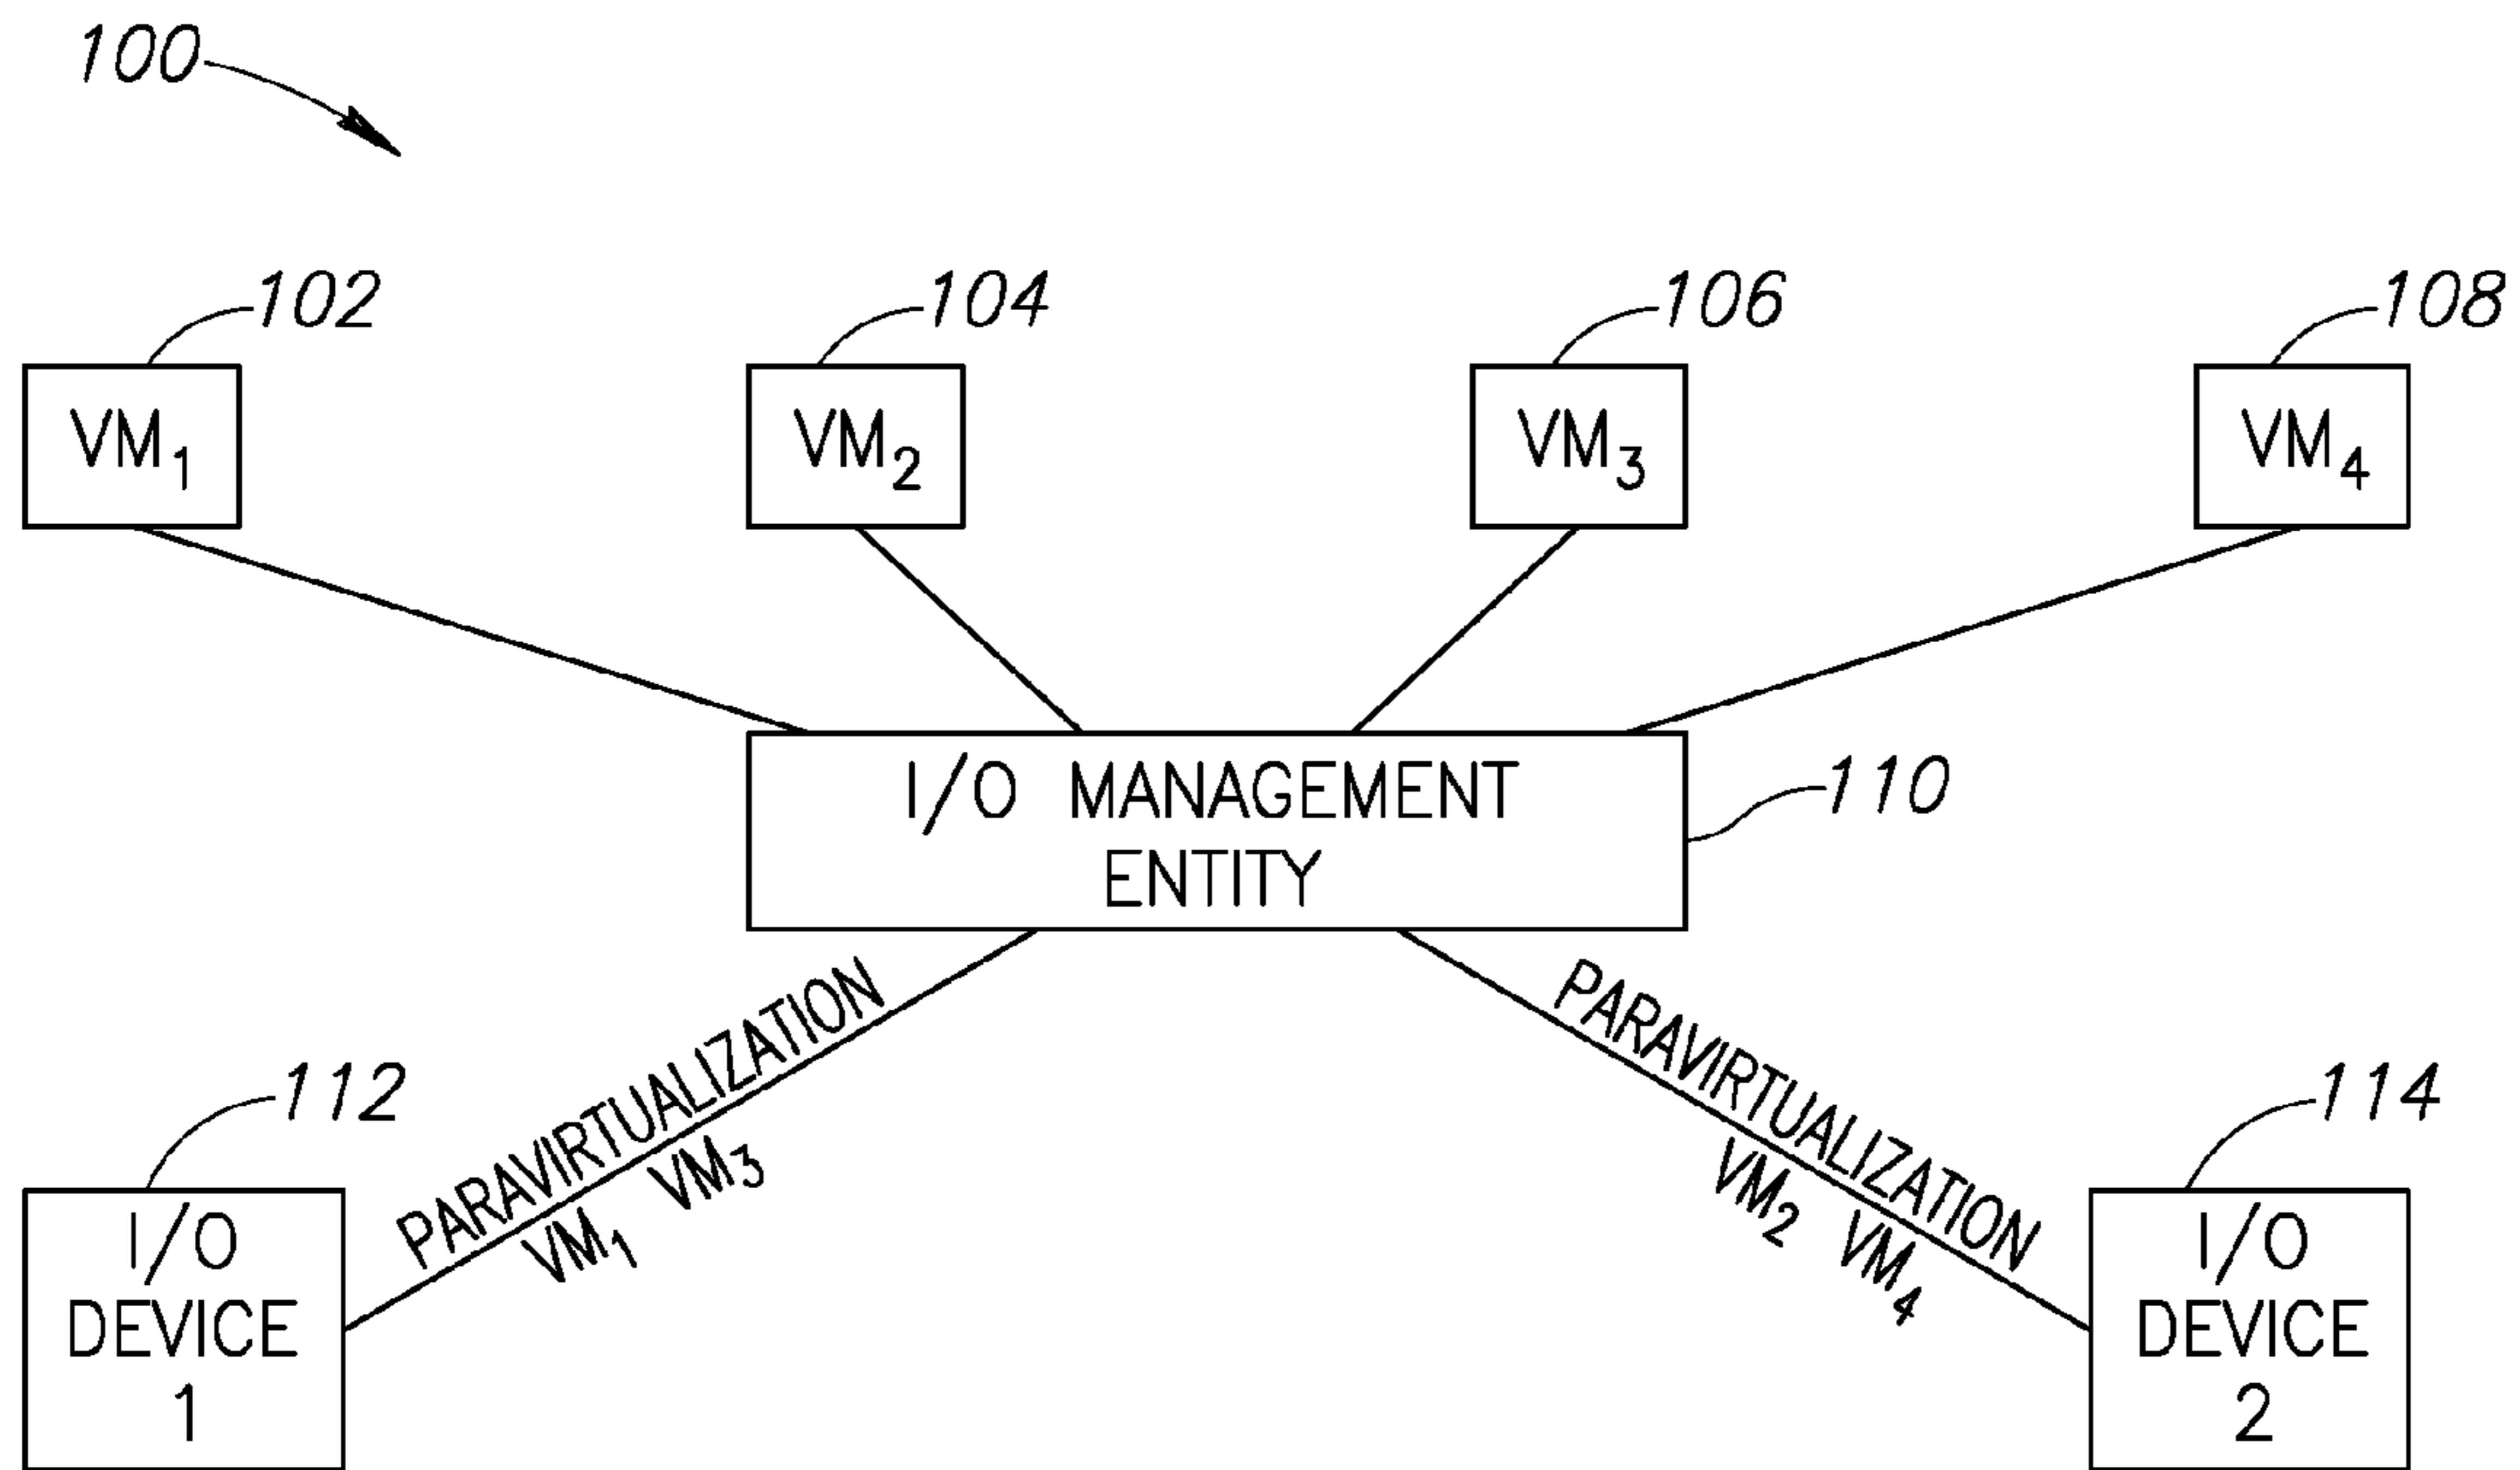 100
102
104
106
108
VM1
VM2
VM3
VM4
I/O MANAGEMENT
ENTITY
110
PARAVIRTUALIZATION
VM1 VM3
PARAVIRTUALIZATION
VM2 VM4
112
I/O
DEVICE
1
114
I/O
DEVICE
2